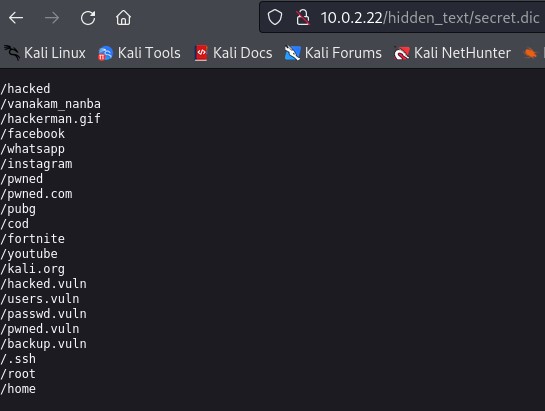 10.0.2.22/hidden_text/secret.dic
Kali Linux Kali Tools Kali Docs Kali Forums Kali NetHunter
/hacked
/vanakam_nanba
/hackerman.gif
/facebook
/whatsapp
/instagram
/pwned
/pwned.com
/pubg
/cod
/fortnite
/youtube
/kali.org
/hacked.vuln
/users.vuln
/passwd.vuln
/pwned.vuln
/backup.vuln
/.ssh
/root
/home